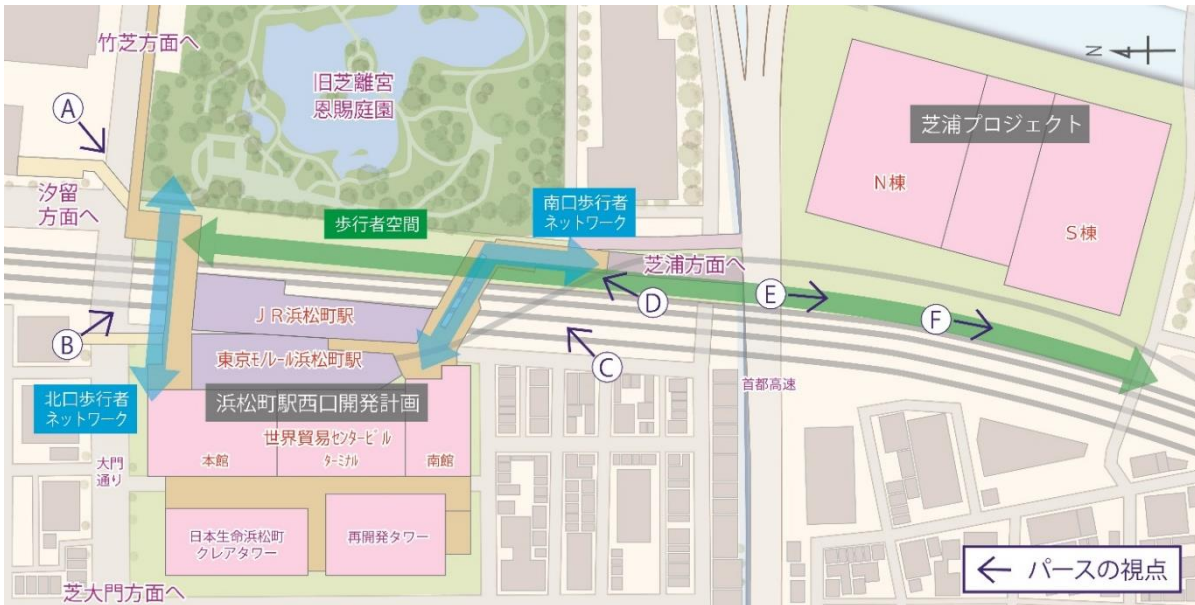 竹芝方面へ
旧芝離宮
恩賜庭園
N
芝浦プロジェクト
N棟
S棟
A
汐留
方面へ
歩行者空間
南口歩行者
ネットワーク
芝浦方面へ
D
E
F
JR浜松町駅
B
東京モノレール浜松町駅
C
北口歩行者
ネットワーク
浜松町駅西口開発計画
首都高速
世界貿易センタービル
本館
ターミナル
南館
大門
通り
日本生命浜松町
クレアタワー
再開発タワー
芝大門方面へ
パースの視点